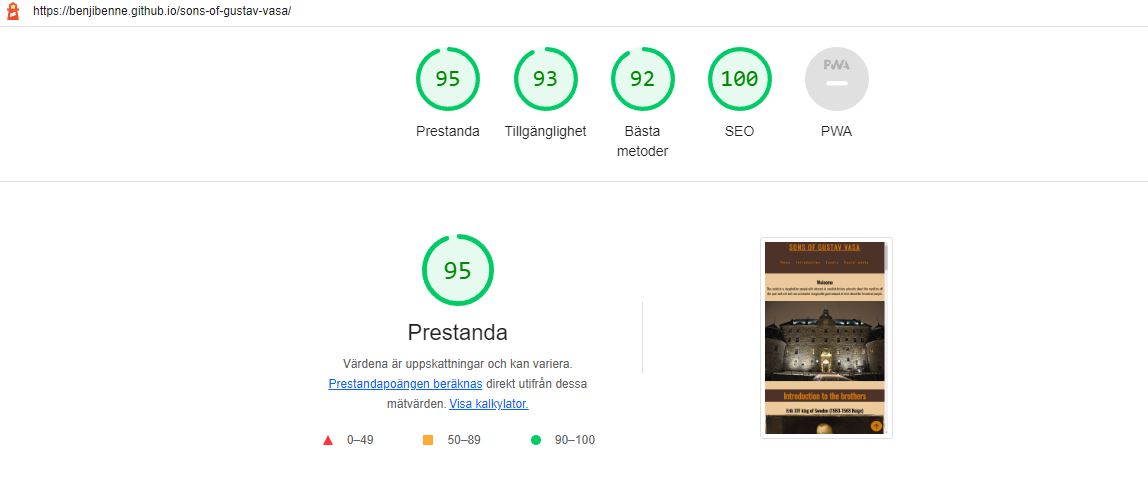 https://benjibenne.github.io/sons-of-gustav-vasa/
95
93
92
100
PWA
Prestanda
Tillgänglighet
Bästa
metoder
SEO
PWA
95
Prestanda
Värdena är uppskattningar och kan variera.
Prestandapoängen beräknas direkt utifrån dessa
mätvärden. Visa kalkylator.
0–49
50–89
90–100
SONS OF GUSTAV VASA
Home Introduction Events Social media
Welcome
Introduction to the brothers
Erik XIV king of Sweden (1560-1568 Reign)